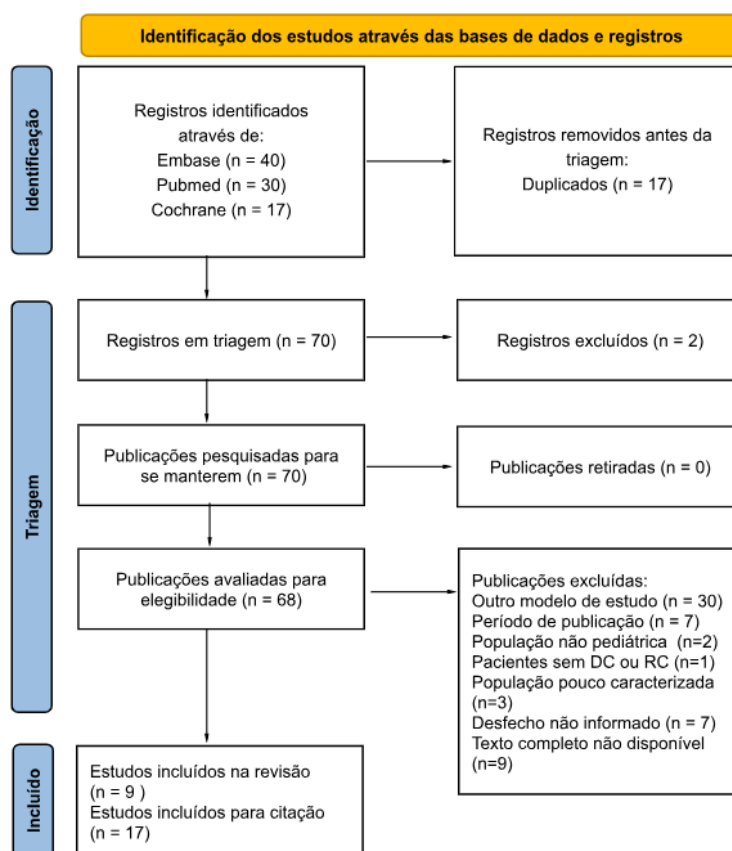 Identificação dos estudos através das bases de dados e registros
Identificação
Registros identificados
através de:
Embase (n = 40)
Pubmed (n = 30)
Cochrane (n = 17)
Registros removidos antes da
triagem:
Duplicados (n = 17)
Triagem
Registros em triagem (n = 70)
Registros excluídos (n = 2)
Publicações pesquisadas para
se manterem (n = 70)
Publicações retiradas (n = 0)
Publicações avaliadas para
elegibilidade (n = 68)
Publicações excluídas:
Outro modelo de estudo (n = 30)
Período de publicação (n = 7)
População não pediátrica (n=2)
Pacientes sem DC ou RC (n=1)
População pouco caracterizada
(n=3)
Desfecho não informado (n = 7)
Texto completo não disponível
(n=9)
Incluído
Estudos incluídos na revisão
(n = 9 )
Estudos incluídos para citação
(n = 17)